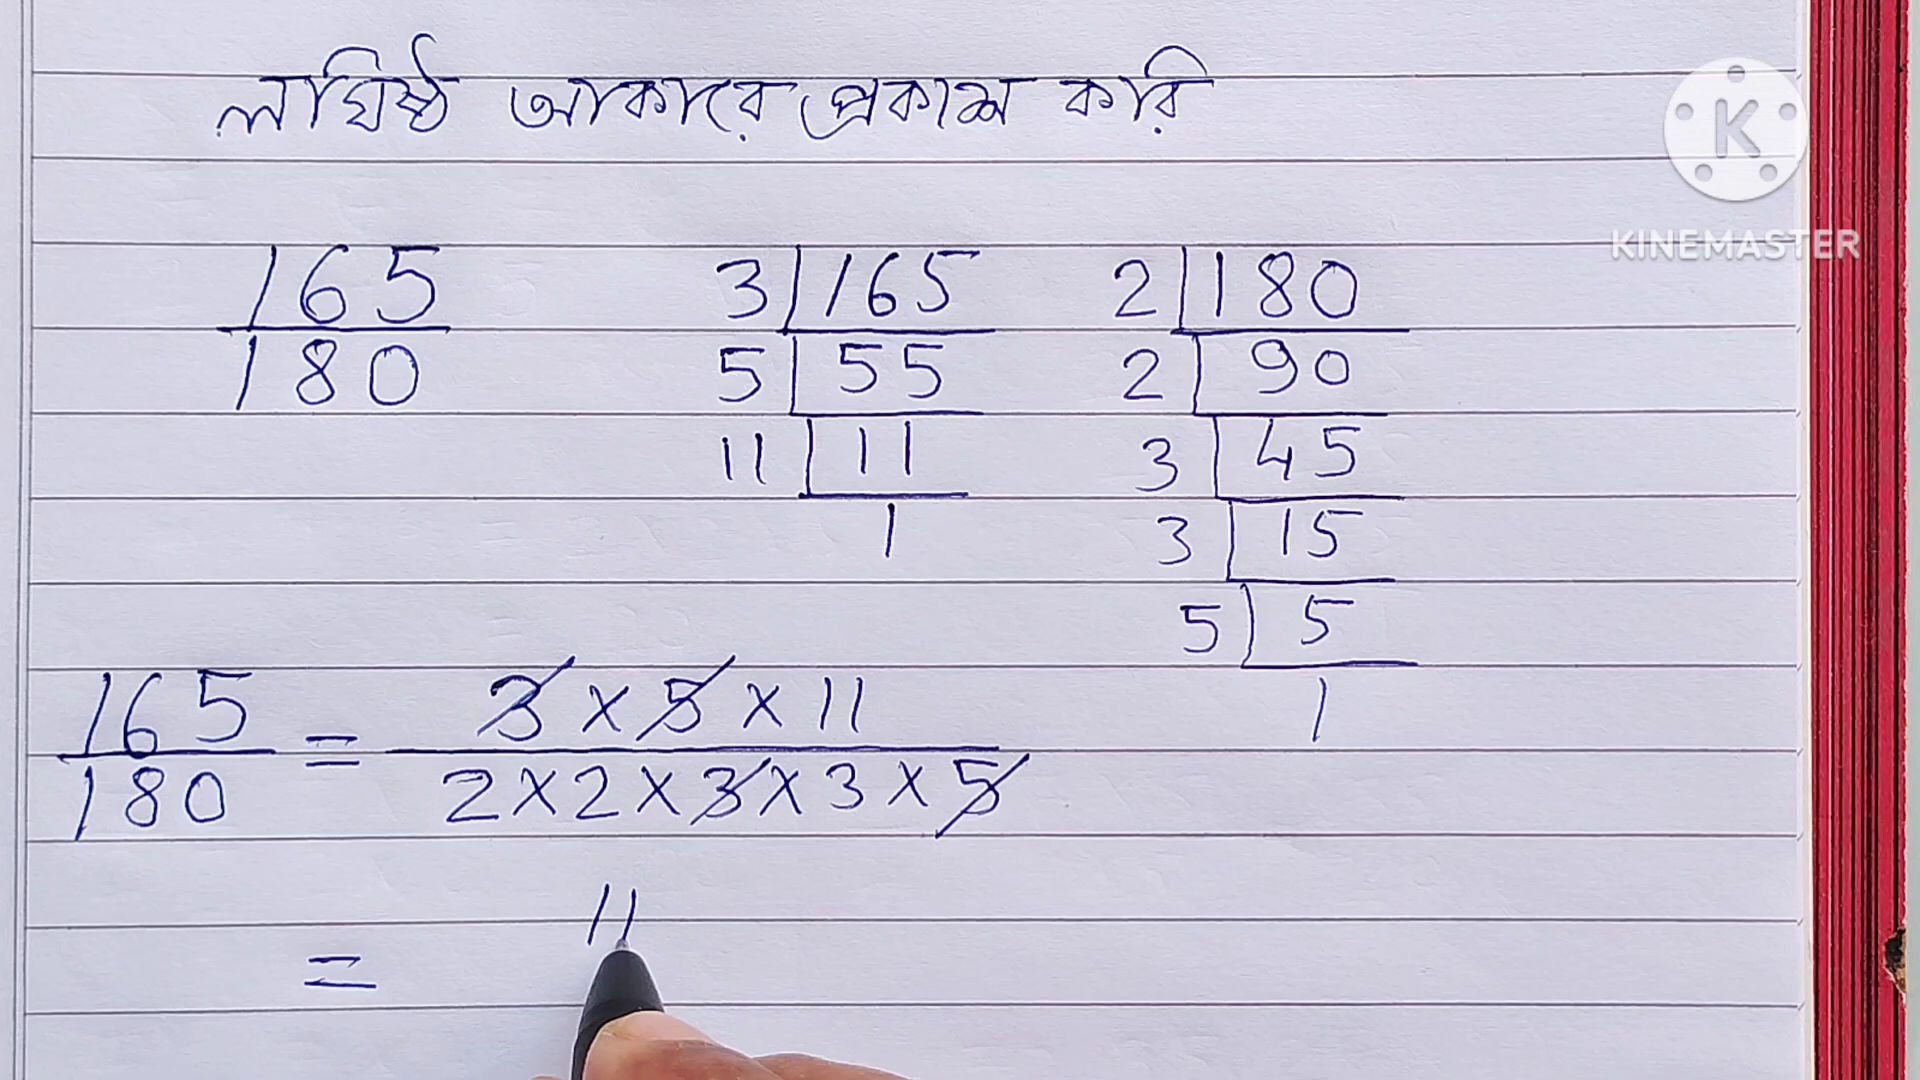 লঘিষ্ঠ আকারে প্রকাশ করি
K
KINEMASTER
165
180
3 165
5 55
11 11
1
2 180
2 90
3 45
3 15
5 5
1
165 = 3 × 5 × 11
180 2 × 2 × 3 × 3 × 5
= 11